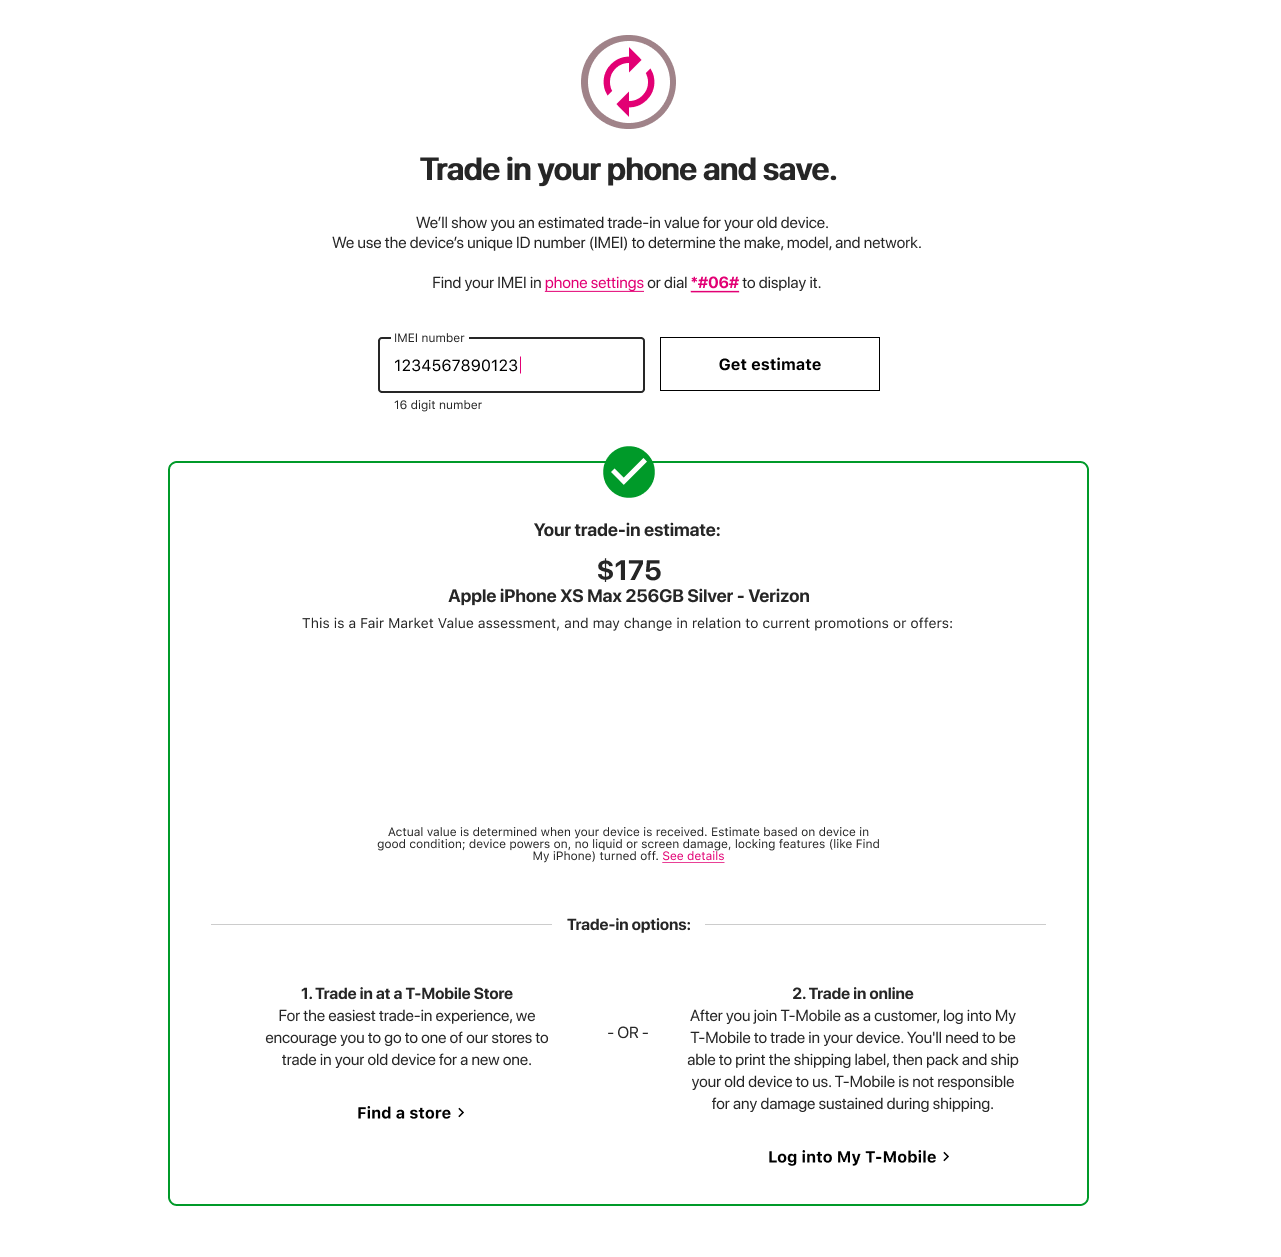 Trade in your phone and save.
We’ll show you an estimated trade-in value for your old device.
We use the device’s unique ID number (IMEI) to determine the make, model, and network.
Find your IMEI in phone settings or dial *#06# to display it.
IMEI number
1234567890123
Get estimate
16 digit number
Your trade-in estimate:
$175
Apple iPhone XS Max 256GB Silver - Verizon
This is a Fair Market Value assessment, and may change in relation to current promotions or offers:
Actual value is determined when your device is received. Estimate based on device in
good condition; device powers on, no liquid or screen damage, locking features (like Find
My iPhone) turned off. See details
Trade-in options:
1. Trade in at a T-Mobile Store
For the easiest trade-in experience, we
encourage you to go to one of our stores to
trade in your old device for a new one.
Find a store >
- OR -
2. Trade in online
After you join T-Mobile as a customer, log into My
T-Mobile to trade in your device. You'll need to be
able to print the shipping label, then pack and ship
your old device to us. T-Mobile is not responsible
for any damage sustained during shipping.
Log into My T-Mobile >